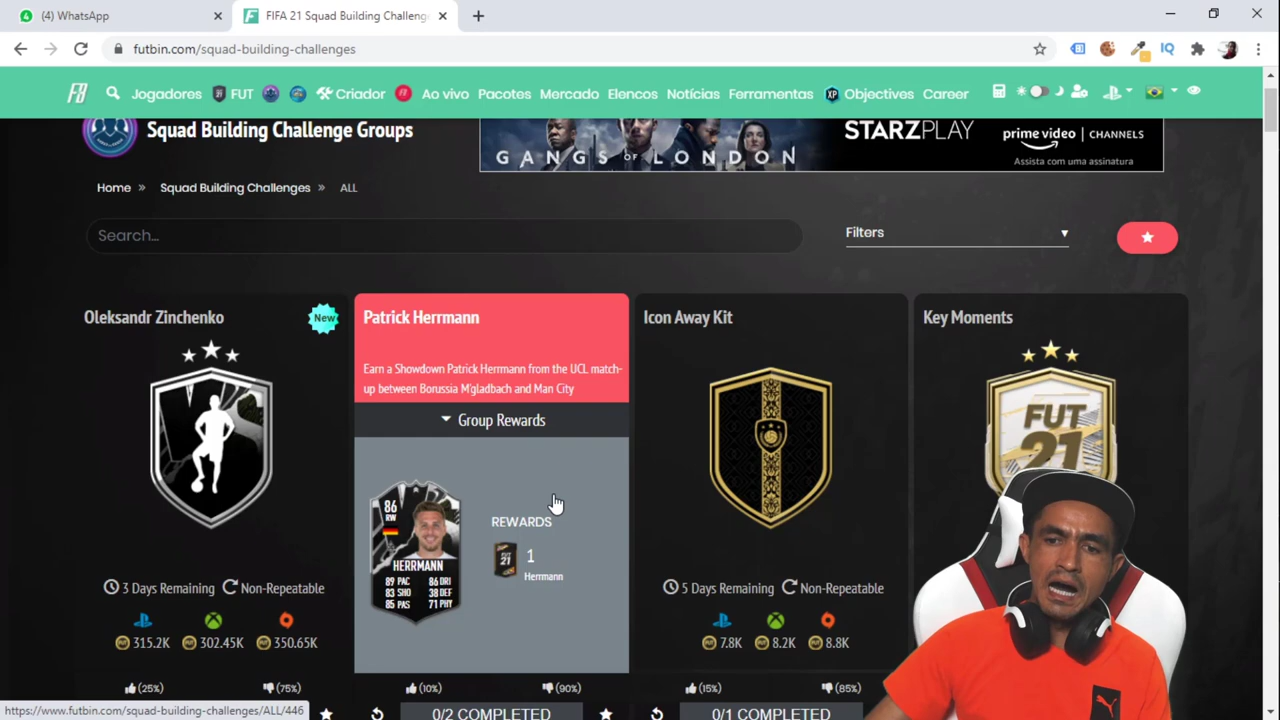 (4) WhatsApp
FIFA 21 Squad Building Challeng
futbin.com/squad-building-challenges
IQ
F8 Jogadores FUT Criador Ao vivo Pacotes Mercado Elencos Notícias Ferramentas XP Objectives Career
Squad Building Challenge Groups
GANGS OF LONDON
STARZPLAY
prime video | CHANNELS
Assista com uma assinatura
Home » Squad Building Challenges » ALL
Search...
Filters
Oleksandr Zinchenko
New
3 Days Remaining Non-Repeatable
315.2K 302.45K 350.65K
(25%) (75%)
Patrick Herrmann
Earn a Showdown Patrick Herrmann from the UCL match-
up between Borussia M'gladbach and Man City
Group Rewards
86
RW
HERRMANN
89 PAC 86 DRI
83 SHO 38 DEF
85 PAS 71 PHY
REWARDS
FUT
21
1
Herrmann
(10%) (90%)
0/2 COMPLETED
Icon Away Kit
5 Days Remaining Non-Repeatable
7.8K 8.2K 8.8K
(15%) (85%)
0/1 COMPLETED
Key Moments
FUT
21
https://www.futbin.com/squad-building-challenges/ALL/446